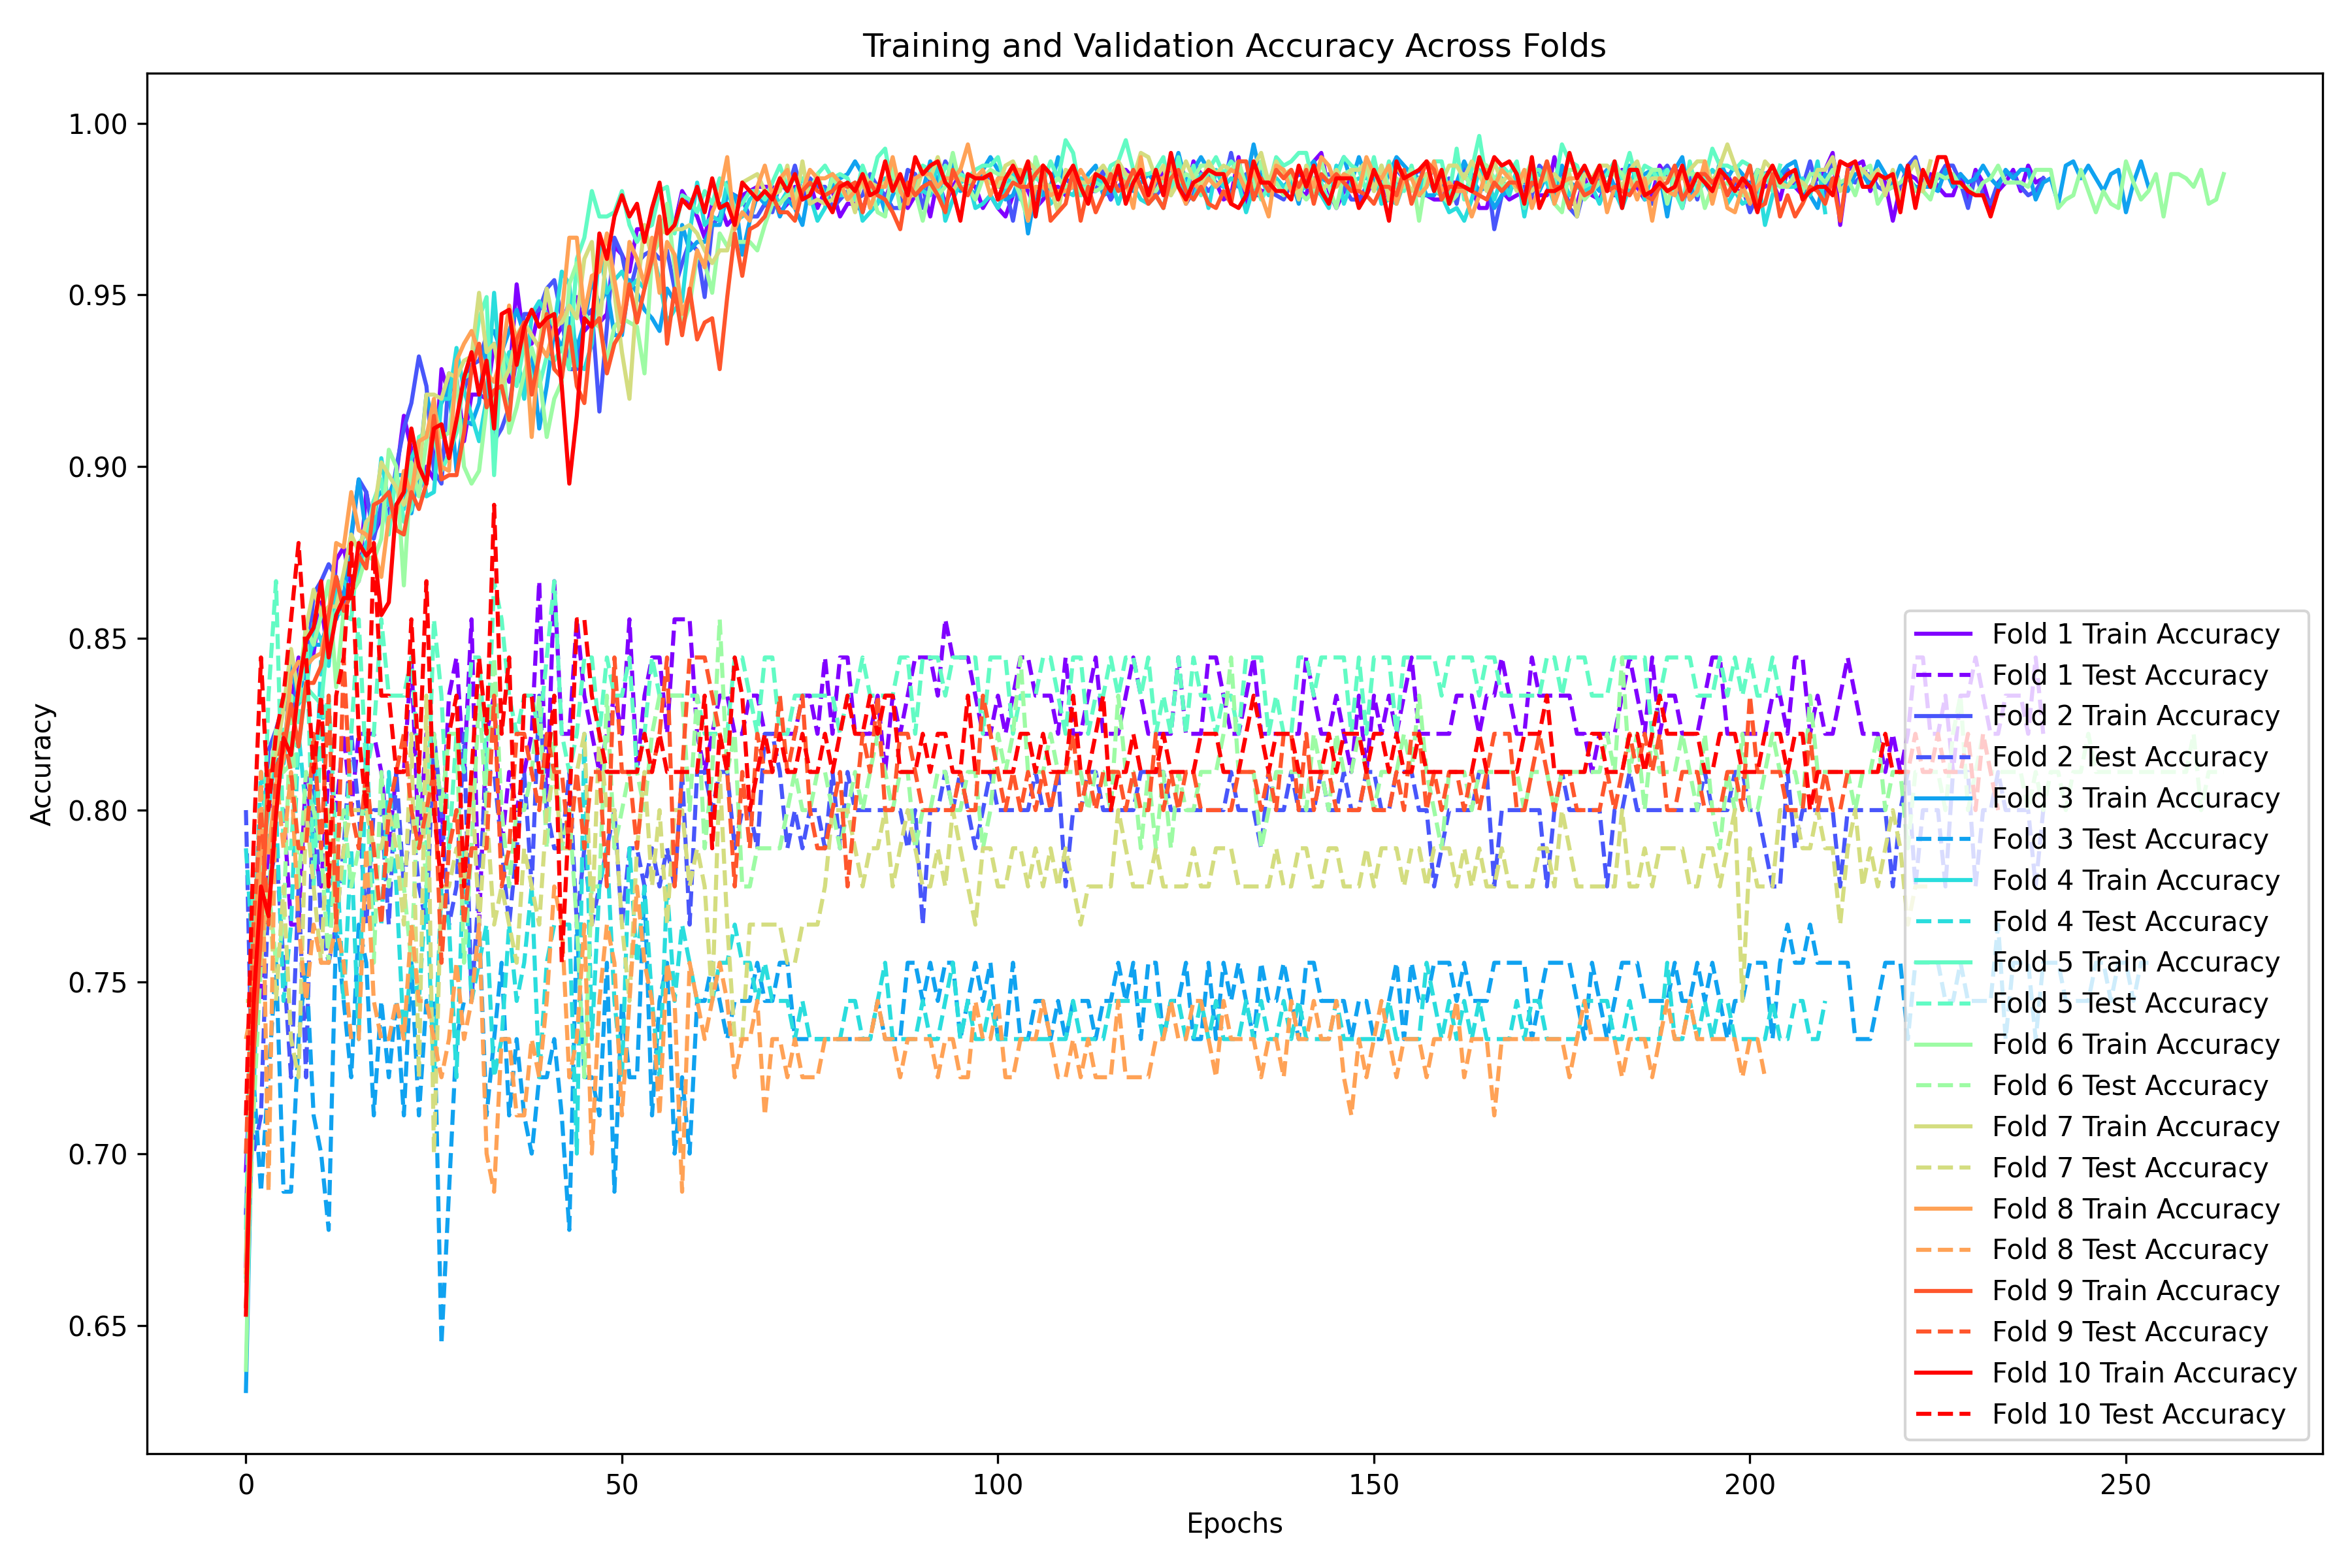 Training and Validation Accuracy Across Folds
Accuracy
1.00
0.95
0.90
0.85
0.80
0.75
0.70
0.65
0
50
100
150
200
250
Epochs
Fold 1 Train Accuracy
Fold 1 Test Accuracy
Fold 2 Train Accuracy
Fold 2 Test Accuracy
Fold 3 Train Accuracy
Fold 3 Test Accuracy
Fold 4 Train Accuracy
Fold 4 Test Accuracy
Fold 5 Train Accuracy
Fold 5 Test Accuracy
Fold 6 Train Accuracy
Fold 6 Test Accuracy
Fold 7 Train Accuracy
Fold 7 Test Accuracy
Fold 8 Train Accuracy
Fold 8 Test Accuracy
Fold 9 Train Accuracy
Fold 9 Test Accuracy
Fold 10 Train Accuracy
Fold 10 Test Accuracy